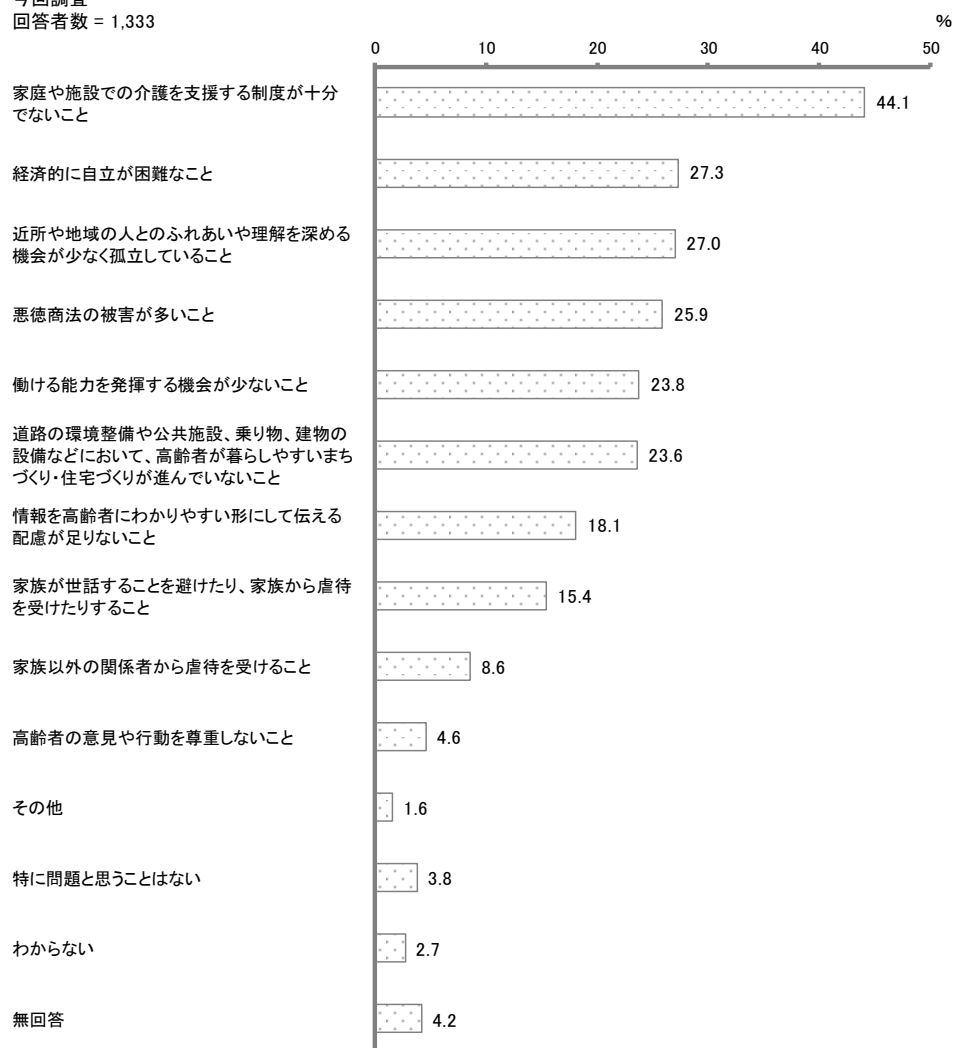 今回調査
回答者数 = 1,333
%
0 10 20 30 40 50
家庭や施設での介護を支援する制度が十分
でないこと
44.1
経済的に自立が困難なこと
27.3
近所や地域の人とのふれあいや理解を深める
機会が少なく孤立していること
27.0
悪徳商法の被害が多いこと
25.9
働ける能力を発揮する機会が少ないこと
23.8
道路の環境整備や公共施設、乗り物、建物の
設備などにおいて、高齢者が暮らしやすいまち
づくり・住宅づくりが進んでいないこと
23.6
情報を高齢者にわかりやすい形にして伝える
配慮が足りないこと
18.1
家族が世話することを避けたり、家族から虐待
を受けたりすること
15.4
家族以外の関係者から虐待を受けること
8.6
高齢者の意見や行動を尊重しないこと
4.6
その他
1.6
特に問題と思うことはない
3.8
わからない
2.7
無回答
4.2